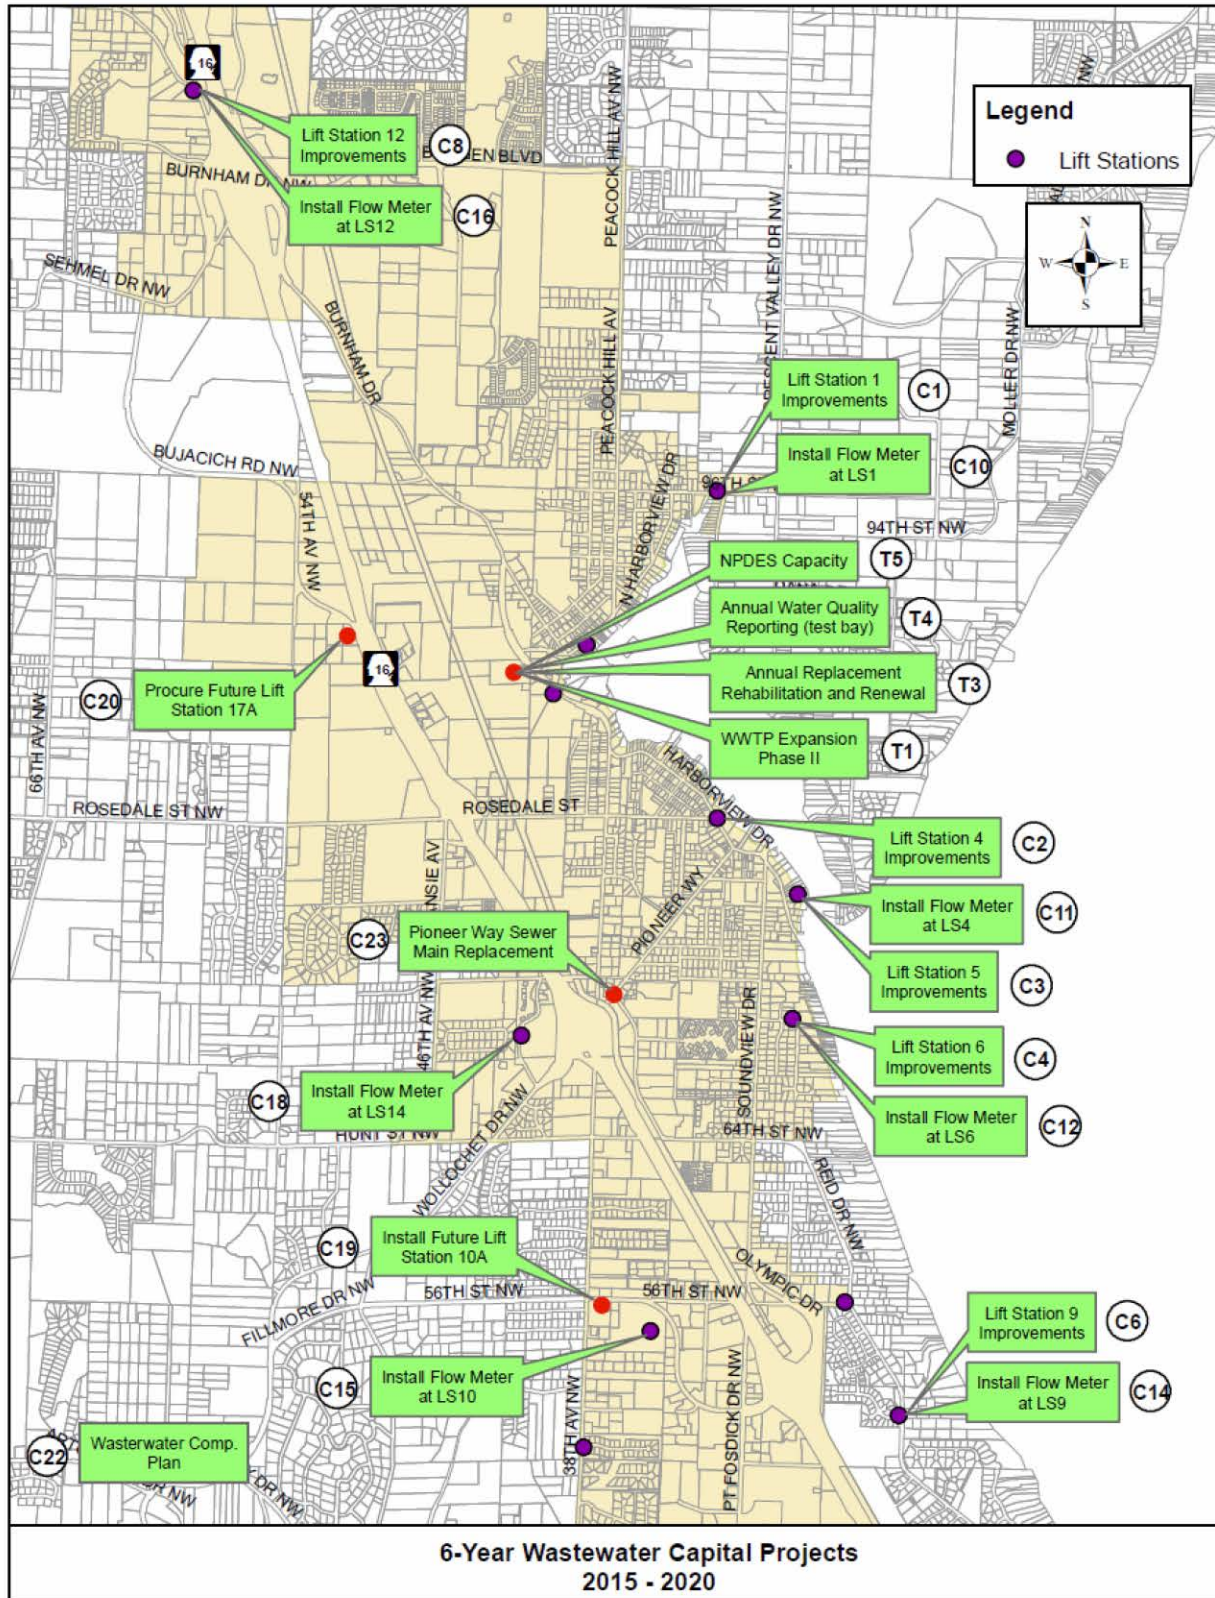 16
Legend
Lift Stations
Lift Station 12
Improvements
C8
BURNHAM DR NW
PEACOCK HILL AV NW
Install Flow Meter
at LS12
C16
N
W
E
S
SEHMEL DR NW
BURNHAM DR
PEACOCK HILL AV
MOLLER DR NW
Lift Station 1
Improvements
C1
BUJACICH RD NW
Install Flow Meter
at LS1
C10
54TH AV NW
N HARBORVIEW DR
94TH ST NW
NPDES Capacity
T5
Annual Water Quality
Reporting (test bay)
T4
16
Procure Future Lift
Station 17A
C20
Annual Replacement
Rehabilitation and Renewal
T3
66TH AV NW
WWTP Expansion
Phase II
T1
HARBORVIEW DR
ROSEDALE ST NW
ROSEDALE ST
Lift Station 4
Improvements
C2
PIONEER WY
Install Flow Meter
at LS4
C11
C23
Pioneer Way Sewer
Main Replacement
Lift Station 5
Improvements
C3
46TH AV NW
SOUNDVIEW DR
Lift Station 6
Improvements
C4
C18
Install Flow Meter
at LS14
Install Flow Meter
at LS6
C12
HUNT ST NW
64TH ST NW
WOLLOCHET DR NW
REID DR NW
C19
Install Future Lift
Station 10A
OLYMPIC DR
FILLMORE DR NW
56TH ST NW
56TH ST NW
Lift Station 9
Improvements
C6
C15
Install Flow Meter
at LS10
Install Flow Meter
at LS9
C14
38TH AV NW
PT FOSDICK DR NW
C22
Wasterwater Comp.
Plan
DR NW
DR NW
6-Year Wastewater Capital Projects
2015 - 2020